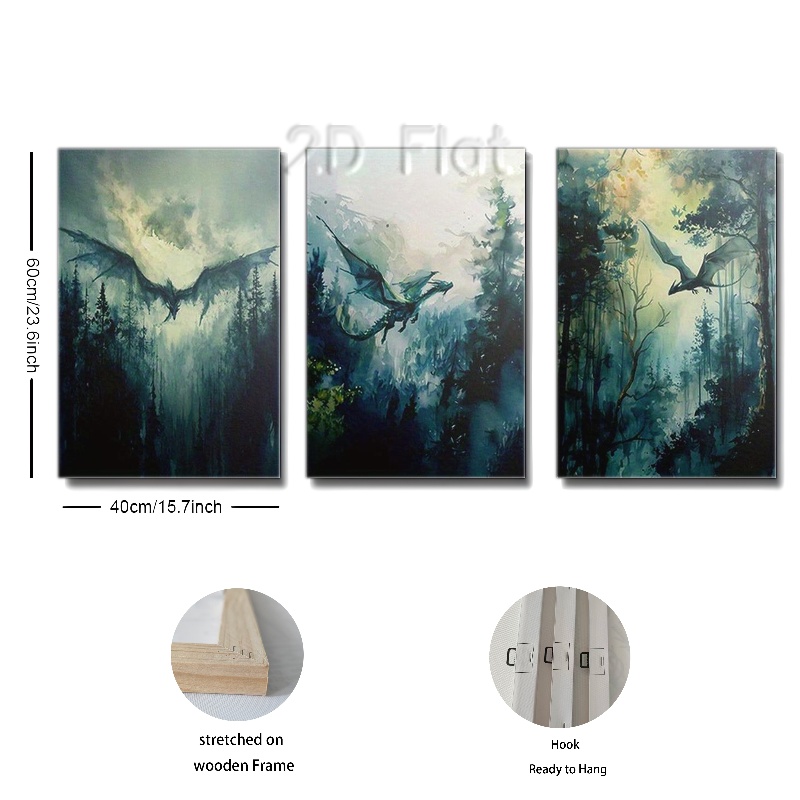 2D Flat
60cm/23.6inch
40cm/15.7inch
stretched on
wooden Frame
Hook
Ready to Hang